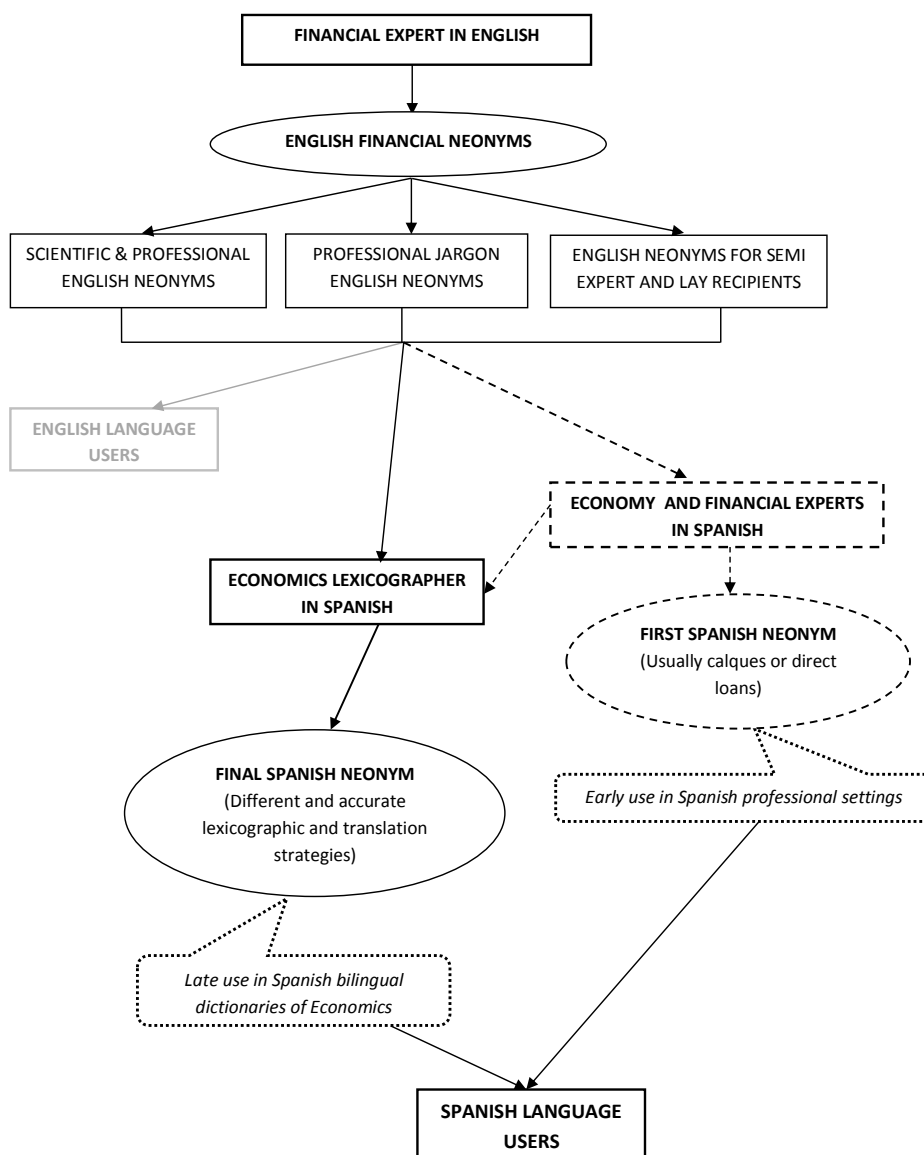 FINANCIAL EXPERT IN ENGLISH
ENGLISH FINANCIAL NEONYMS
SCIENTIFIC & PROFESSIONAL
ENGLISH NEONYMS
PROFESSIONAL JARGON
ENGLISH NEONYMS
ENGLISH NEONYMS FOR SEMI
EXPERT AND LAY RECIPIENTS
ENGLISH LANGUAGE
USERS
ECONOMY AND FINANCIAL EXPERTS
IN SPANISH
ECONOMICS LEXICOGRAPHER
IN SPANISH
FIRST SPANISH NEONYM
(Usually calques or direct
loans)
FINAL SPANISH NEONYM
(Different and accurate
lexicographic and translation
strategies)
Early use in Spanish professional settings
Late use in Spanish bilingual
dictionaries of Economics
SPANISH LANGUAGE
USERS